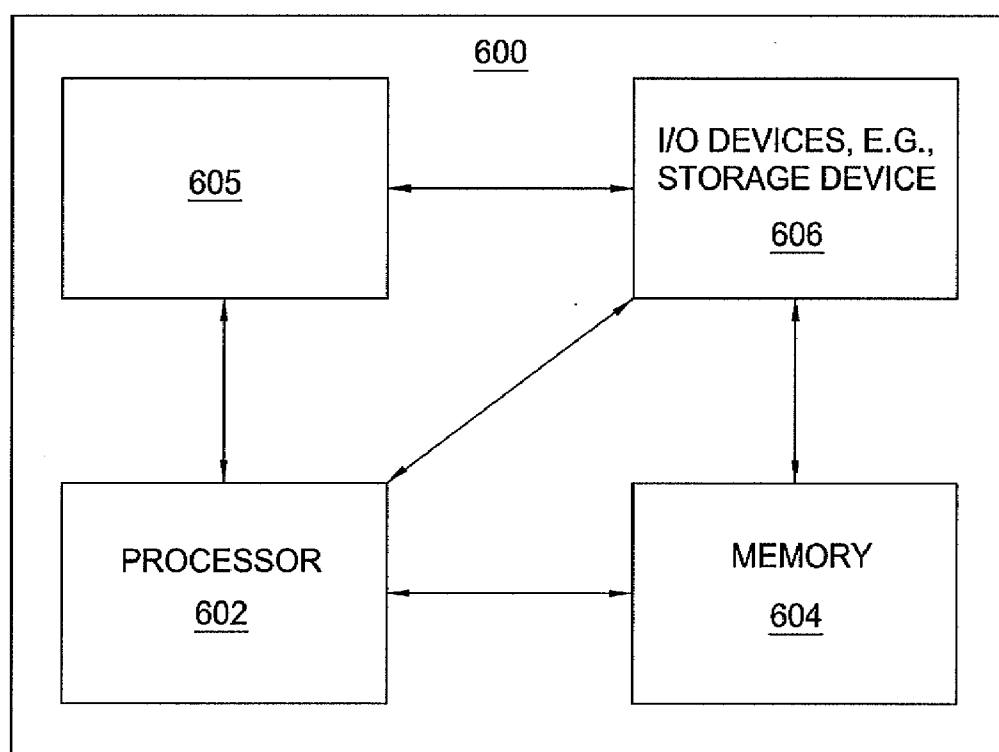 600
605
I/O DEVICES, E.G.,
STORAGE DEVICE
606
PROCESSOR
602
MEMORY
604